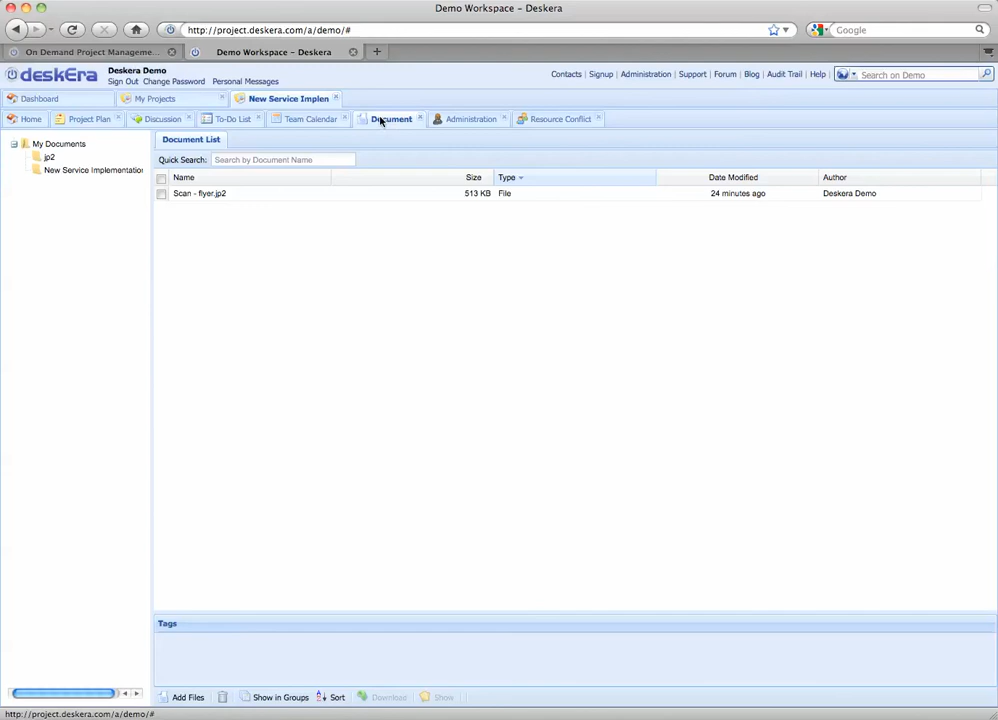 Demo Workspace – Deskera
http://project.deskera.com/a/demo/#
Google
On Demand Project Manageme...
Demo Workspace – Deskera
deskEra
Deskera Demo
Sign Out Change Password Personal Messages
Contacts Signup Administration Support Forum Blog Audit Trail Help
Search on Demo
Dashboard My Projects New Service Implen
Home Project Plan Discussion To-Do List Team Calendar Document Administration Resource Conflict
My Documents
jp2
New Service Implementation
Document List
Quick Search: Search by Document Name
Name Size Type Date Modified Author
Scan - flyer.jp2 513 KB File 24 minutes ago Deskera Demo
Tags
Add Files Show in Groups Sort Download Show
http://project.deskera.com/a/demo/#